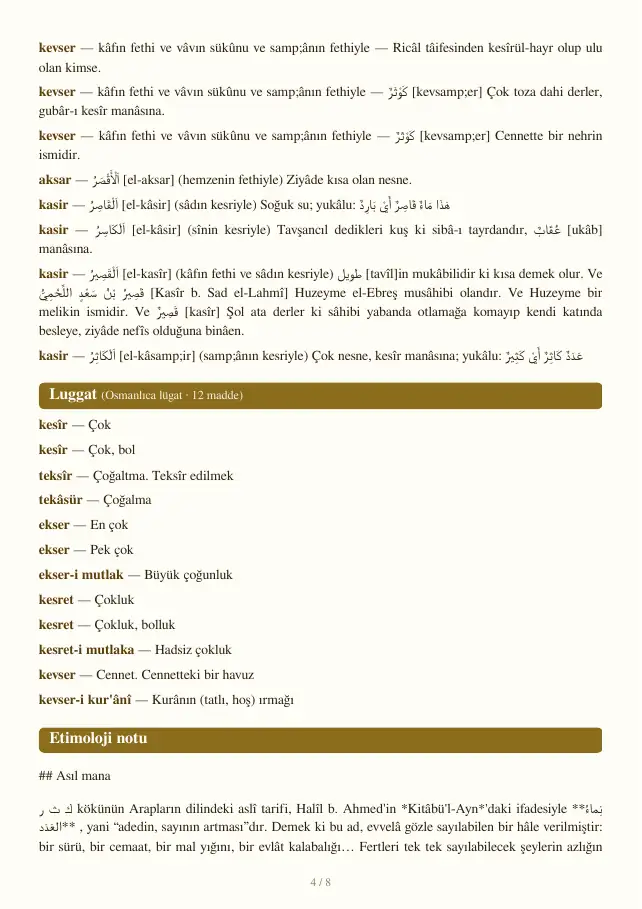 kevser — kâfın fethi ve vâvın sükûnu ve samp;ânın fethiyle — Ricâl tâifesinden kesîrül-hayr olup ulu
olan kimse.
kevser — kâfın fethi ve vâvın sükûnu ve samp;ânın fethiyle — كَوْثَرٌ [kevsamp;er] Çok toza dahi derler,
gubâr-ı kesîr manâsına.
kevser — kâfın fethi ve vâvın sükûnu ve samp;ânın fethiyle — كَوْثَرٌ [kevsamp;er] Cennette bir nehrin
ismidir.
aksar — اَلْأَقْصَرُ [el-aksar] (hemzenin fethiyle) Ziyâde kısa olan nesne.
kasir — اَلْقَاصِرُ [el-kâsir] (sâdın kesriyle) Soğuk su; yukâlu: هَذَا مَاءٌ قَاصِرٌ أَيْ بَارِدٌ
kasir — اَلْكَاسِرُ [el-kâsir] (sînin kesriyle) Tavşancıl dedikleri kuş ki sibâ-ı tayrdandır, عُقَابٌ [ukâb]
manâsına.
kasir — اَلْقَصِيرُ [el-kasîr] (kâfın fethi ve sâdın kesriyle) طويل [tavîl]in mukâbilidir ki kısa demek olur. Ve
قَصِيرُ بْنُ سَعْدٍ اللَّخْمِيُّ [Kasîr b. Sad el-Lahmî] Huzeyme el-Ebreş musâhibi olandır. Ve Huzeyme bir
melikin ismidir. Ve قَصِيرٌ [kasîr] Şol ata derler ki sâhibi yabanda otlamağa komayıp kendi katında
besleye, ziyâde nefîs olduğuna binâen.
kasir — اَلْكَاثِرُ [el-kâsamp;ir] (samp;ânın kesriyle) Çok nesne, kesîr manâsına; yukâlu: عَدَدٌ كَاثِرٌ أَيْ كَثِيرٌ
Luggat (Osmanlıca lügat · 12 madde)
kesîr — Çok
kesîr — Çok, bol
teksîr — Çoğaltma. Teksîr edilmek
tekâsür — Çoğalma
ekser — En çok
ekser — Pek çok
ekser-i mutlak — Büyük çoğunluk
kesret — Çokluk
kesret — Çokluk, bolluk
kesret-i mutlaka — Hadsiz çokluk
kevser — Cennet. Cennetteki bir havuz
kevser-i kur'ânî — Kurânın (tatlı, hoş) ırmağı
Etimoloji notu
## Asıl mana
ك ث ر kökünün Arapların dilindeki aslî tarifi, Halîl b. Ahmed'in *Kitâbü'l-Ayn*'daki ifadesiyle **نَماءُ
العَدَد** , yani “adedin, sayının artması”dır. Demek ki bu ad, evvelâ gözle sayılabilen bir hâle verilmiştir:
bir sürü, bir cemaat, bir mal yığını, bir evlât kalabalığı… Fertleri tek tek sayılabilecek şeylerin azlığın
4 / 8